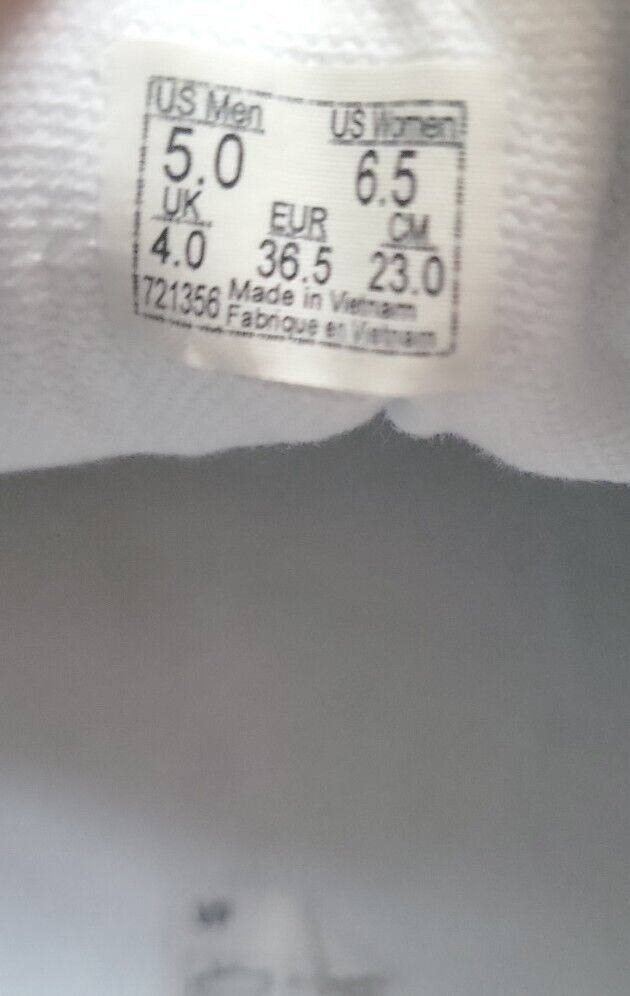 US Men US Women
5.0 6.5
UK EUR CM
4.0 36.5 23.0
721356 Made in Vietnam
Fabrique en Vietnam